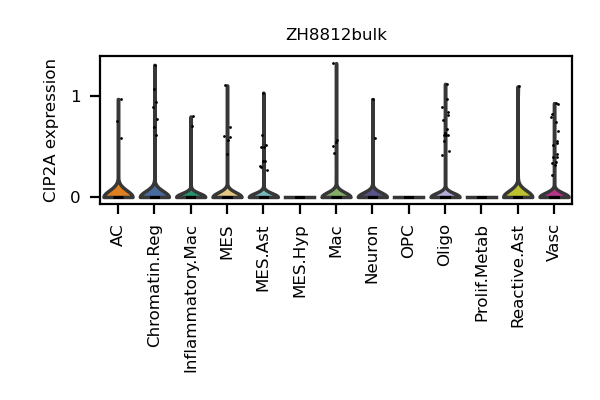 ZH8812bulk
CIP2A expression
1
0
AC
Chromatin.Reg
Inflammatory.Mac
MES
MES.Ast
MES.Hyp
Mac
Neuron
OPC
Oligo
Prolif.Metab
Reactive.Ast
Vasc